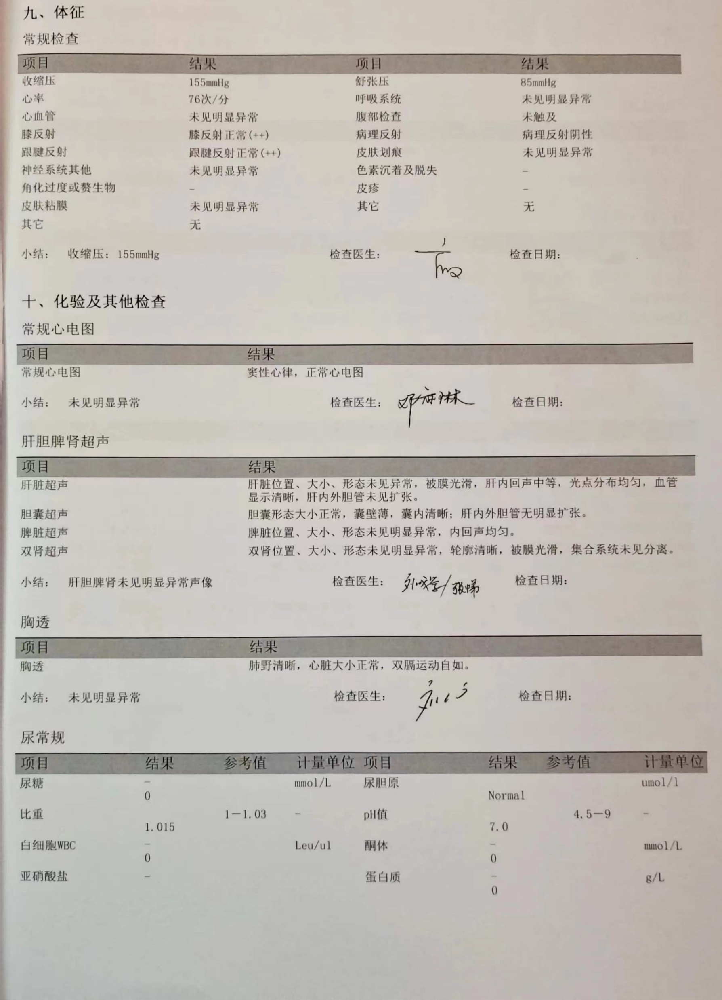 九、体征
常规检查
项目 结果 项目 结果
收缩压 155mmHg 舒张压 85mmHg
心率 76次/分 呼吸系统 未见明显异常
心血管 未见明显异常 腹部检查 未触及
膝反射 膝反射正常(++) 病理反射 病理反射阴性
跟腱反射 跟腱反射正常(++) 皮肤划痕 未见明显异常
神经系统其他 未见明显异常 色素沉着及脱失 —
角化过度或赘生物 — 皮疹 —
皮肤粘膜 未见明显异常 其它 无
其它 无
小结： 收缩压：155mmHg 检查医生： 检查日期：
十、化验及其他检查
常规心电图
项目 结果
常规心电图 窦性心律，正常心电图
小结： 未见明显异常 检查医生： 检查日期：
肝胆脾肾超声
项目 结果
肝脏超声 肝脏位置、大小、形态未见异常，被膜光滑，肝内回声中等，光点分布均匀，血管
显示清晰，肝内外胆管未见扩张。
胆囊超声 胆囊形态大小正常，囊壁薄，囊内清晰；肝内外胆管无明显扩张。
脾脏超声 脾脏位置、大小、形态未见明显异常，内回声均匀。
双肾超声 双肾位置、大小、形态未见明显异常，轮廓清晰，被膜光滑，集合系统未见分离。
小结： 肝胆脾肾未见明显异常声像 检查医生： 检查日期：
胸透
项目 结果
胸透 肺野清晰，心脏大小正常，双膈运动自如。
小结： 未见明显异常 检查医生： 检查日期：
尿常规
项目 结果 参考值 计量单位 项目 结果 参考值 计量单位
尿糖 — mmol/L 尿胆原 umol/l
0 Normal
比重 1—1.03 — pH值 4.5—9 —
1.015 7.0
白细胞WBC — Leu/ul 酮体 — mmol/L
0 0
亚硝酸盐 — 蛋白质 — g/L
0